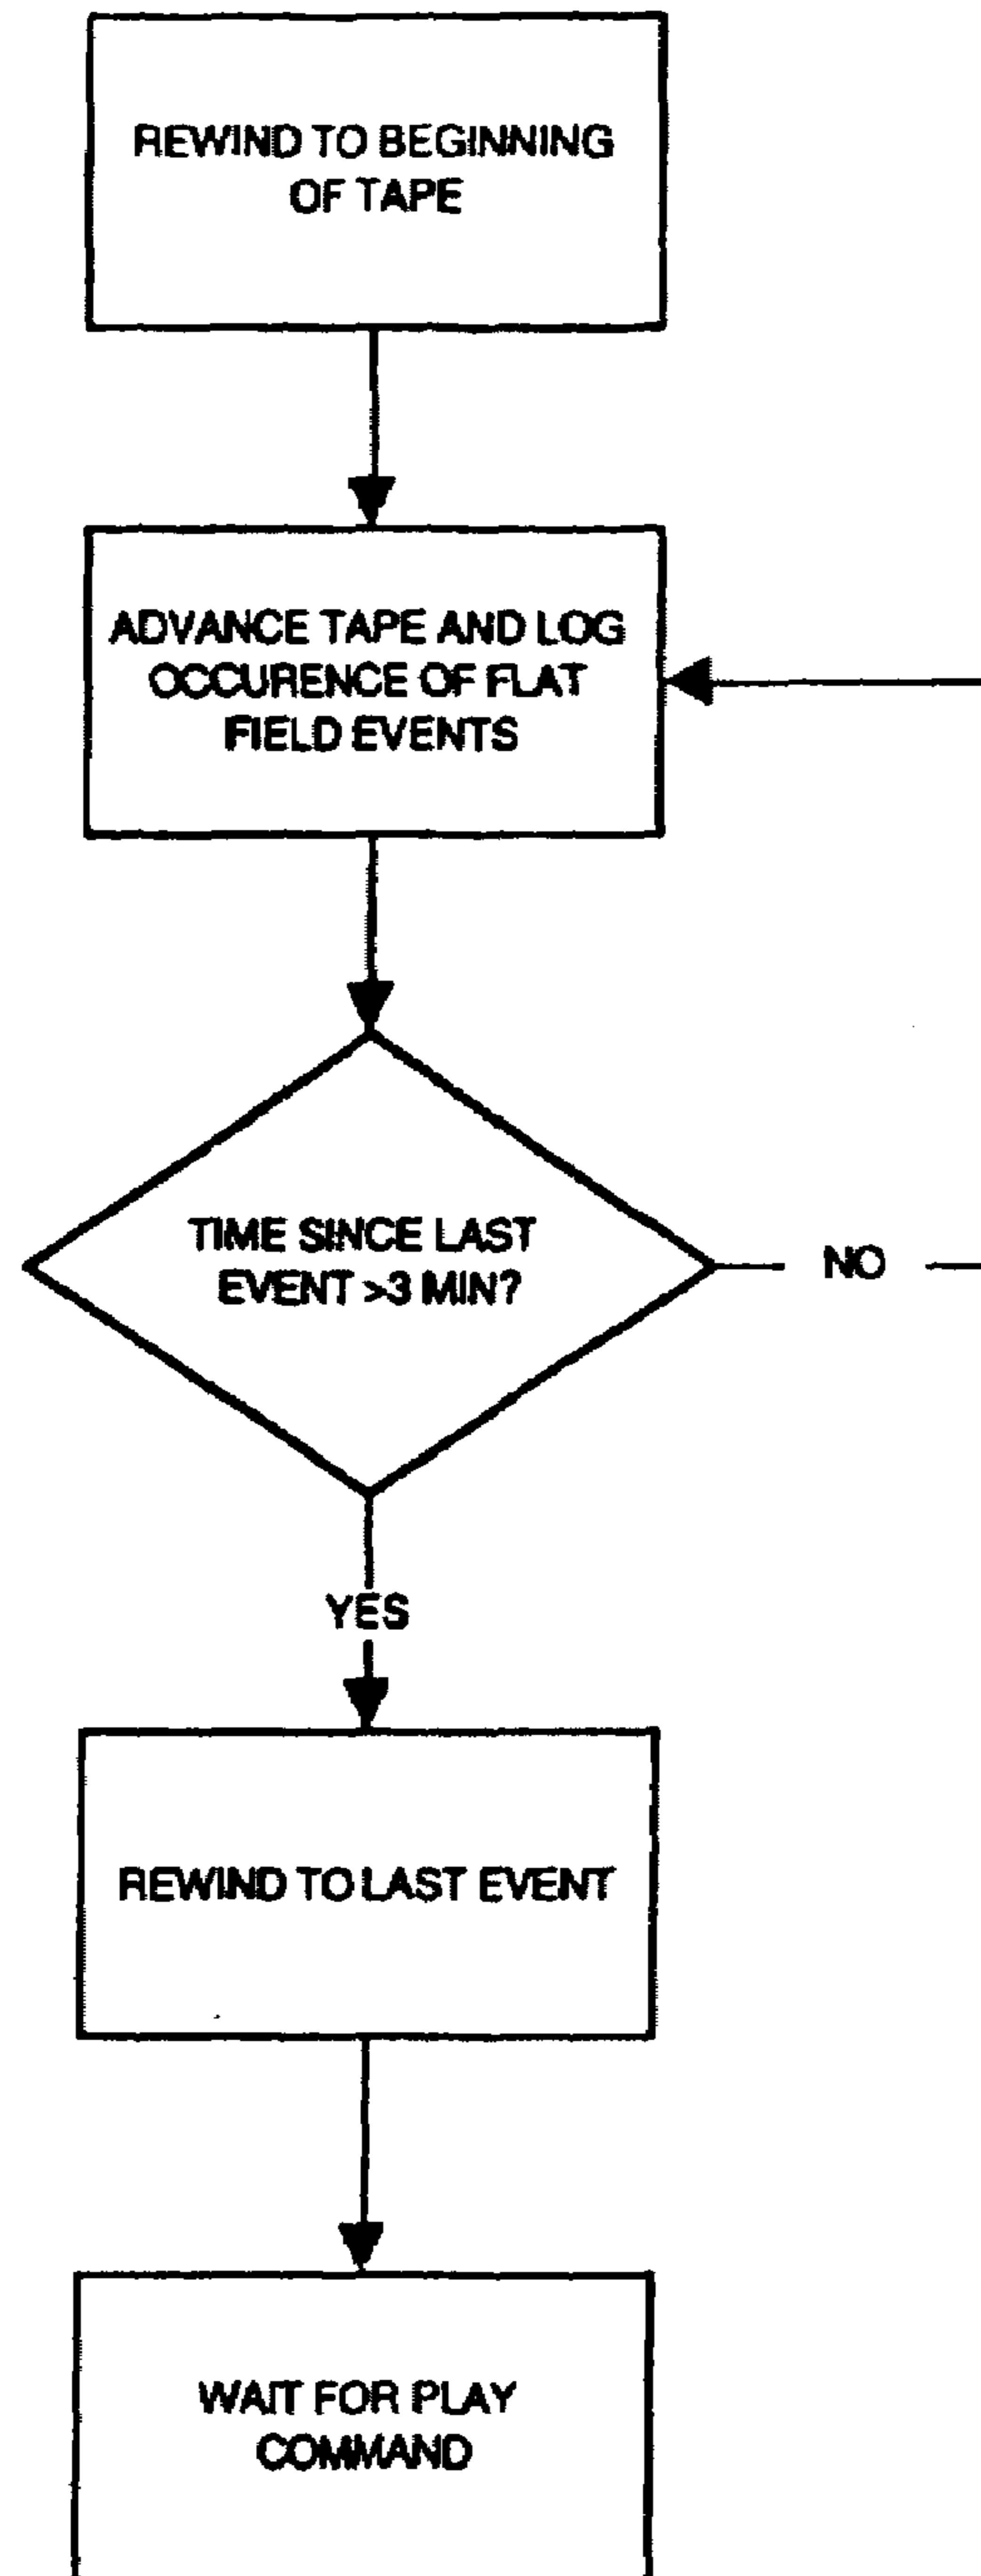 REWIND TO BEGINNING
OF TAPE
ADVANCE TAPE AND LOG
OCCURENCE OF FLAT
FIELD EVENTS
TIME SINCE LAST
EVENT >3 MIN?
NO
YES
REWIND TO LAST EVENT
WAIT FOR PLAY
COMMAND